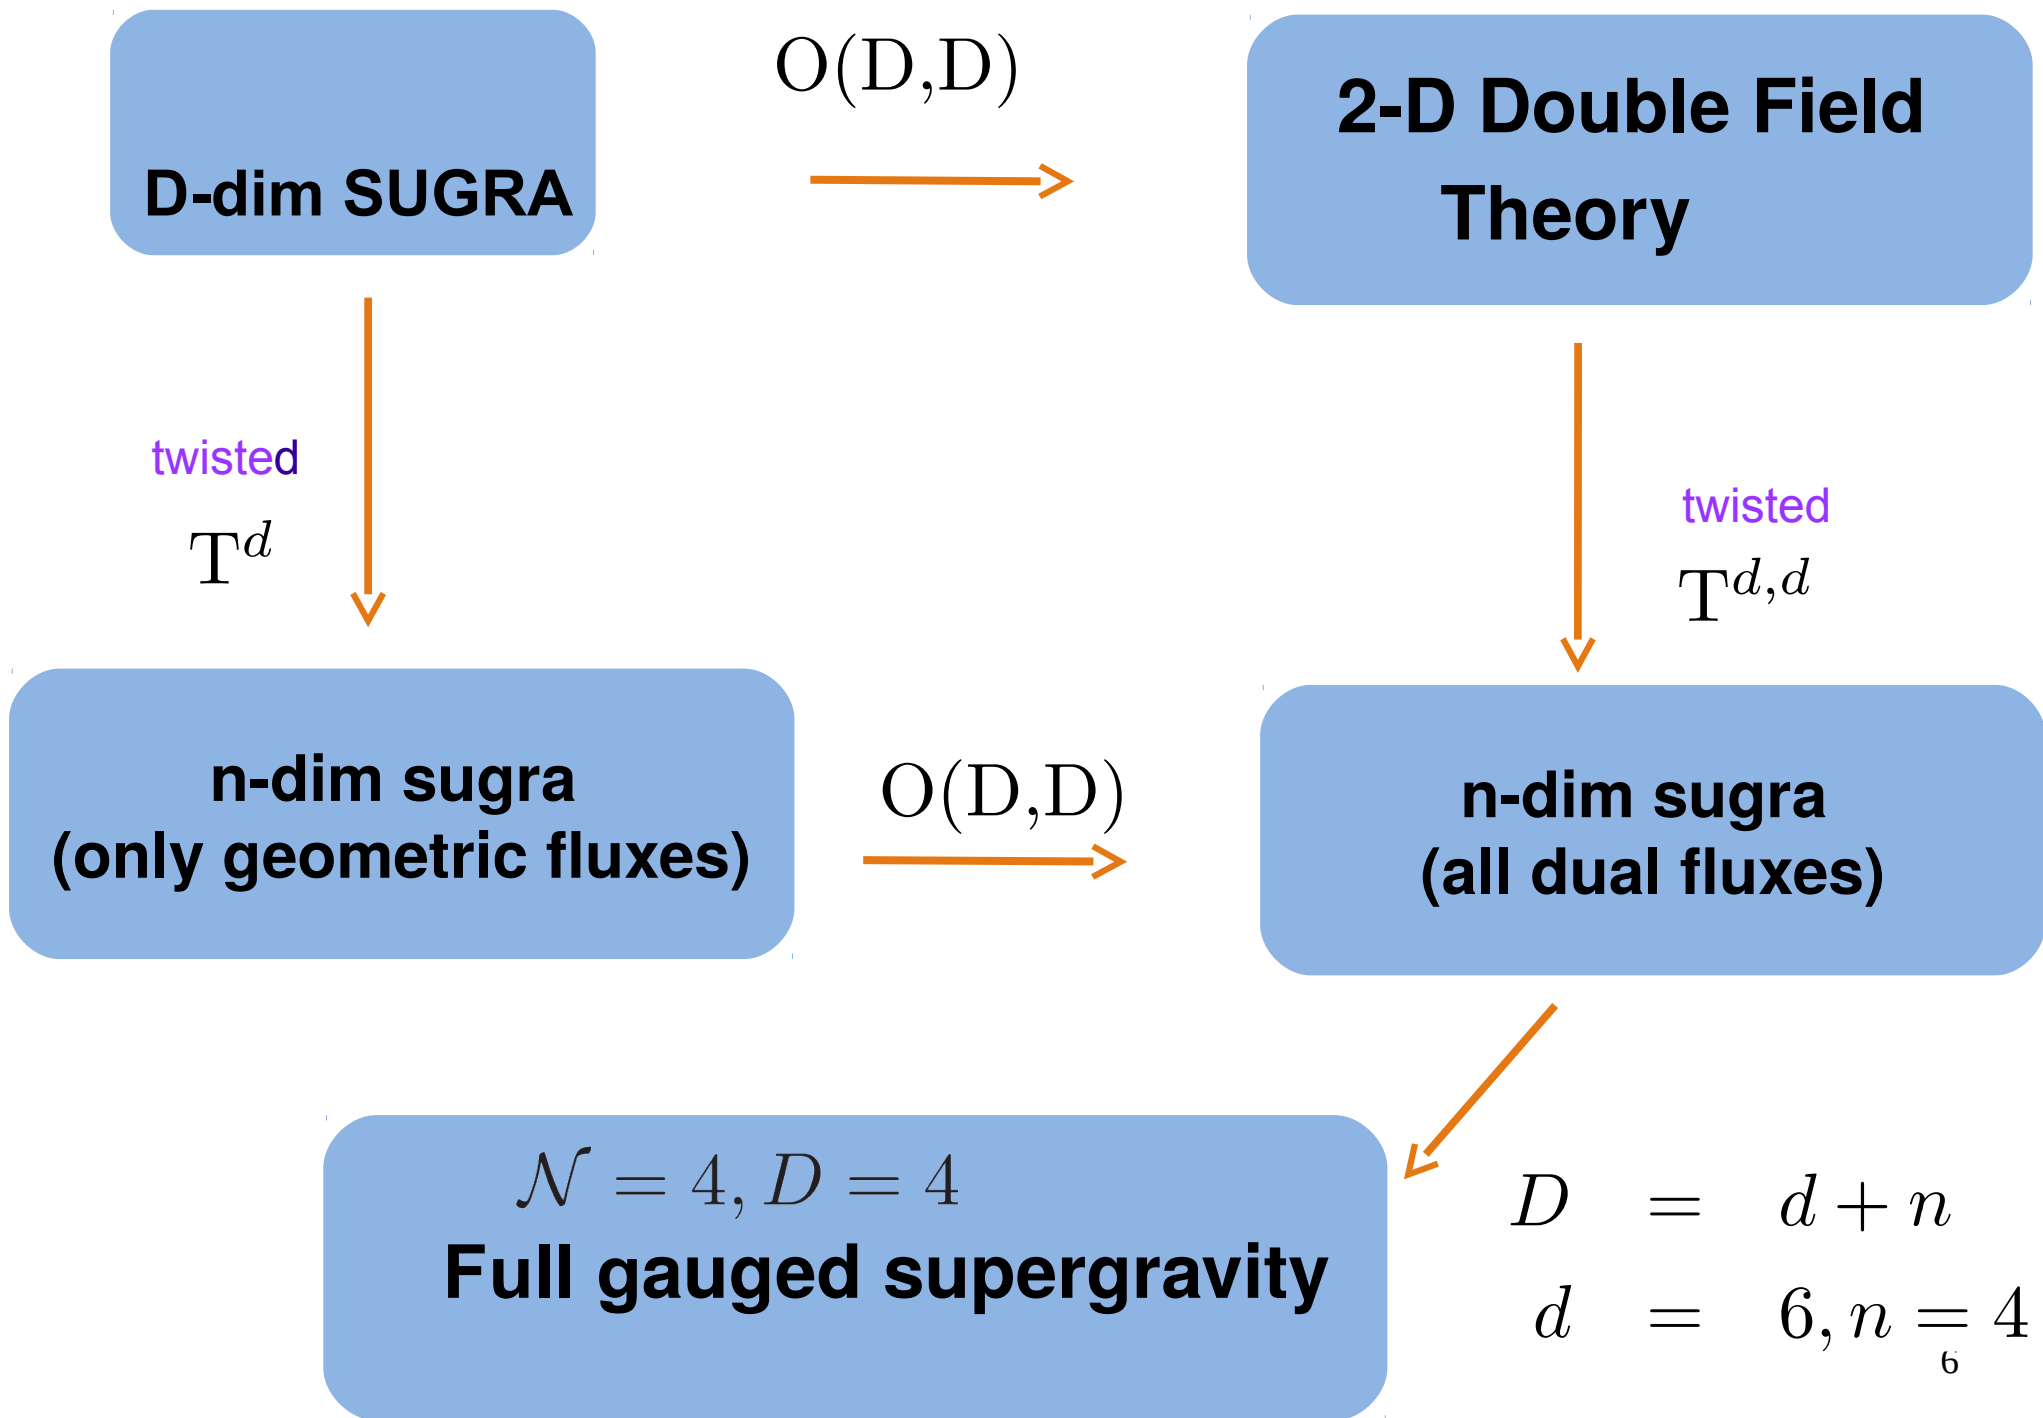 O(D,D)
D-dim SUGRA
2-D Double Field
Theory
twisted
T^d
twisted
T^{d,d}
n-dim sugra
(only geometric fluxes)
O(D,D)
n-dim sugra
(all dual fluxes)
𝒩 = 4, D = 4
Full gauged supergravity
D = d + n
d = 6, n = 4
6